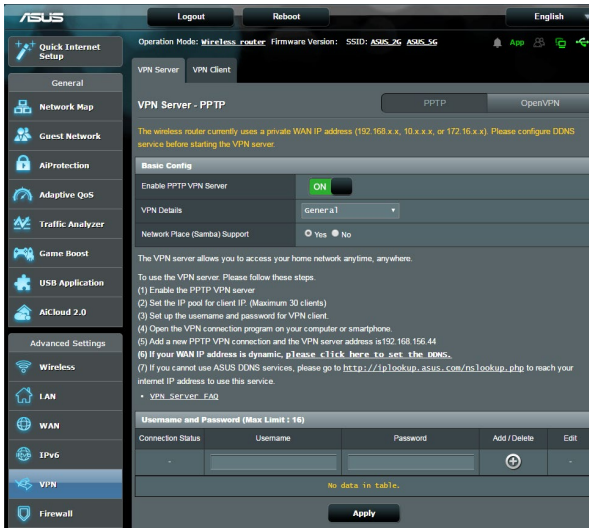 ASUS
Logout
Reboot
English
Quick Internet
Setup
Operation Mode: Wireless router Firmware Version: SSID: ASUS_2G ASUS_5G
App
VPN Server
VPN Client
General
Network Map
Guest Network
AiProtection
Adaptive QoS
Traffic Analyzer
Game Boost
USB Application
AiCloud 2.0
Advanced Settings
Wireless
LAN
WAN
IPv6
VPN
Firewall
VPN Server - PPTP
PPTP
OpenVPN
The wireless router currently uses a private WAN IP address (192.168.x.x, 10.x.x.x, or 172.16.x.x). Please configure DDNS
service before starting the VPN server.
Basic Config
Enable PPTP VPN Server
ON
VPN Details
General
Network Place (Samba) Support
Yes No
The VPN server allows you to access your home network anytime, anywhere.
To use the VPN server. Please follow these steps.
(1) Enable the PPTP VPN server
(2) Set the IP pool for client IP. (Maximum 30 clients)
(3) Set up the username and password for VPN client.
(4) Open the VPN connection program on your computer or smartphone.
(5) Add a new PPTP VPN connection and the VPN server address is192.168.156.44
(6) If your WAN IP address is dynamic, please click here to set the DDNS.
(7) If you cannot use ASUS DDNS services, please go to http://iplookup.asus.com/nslookup.php to reach your
internet IP address to use this service.
• VPN Server FAQ
Username and Password (Max Limit : 16)
Connection Status
Username
Password
Add / Delete
Edit
-
-
No data in table.
Apply